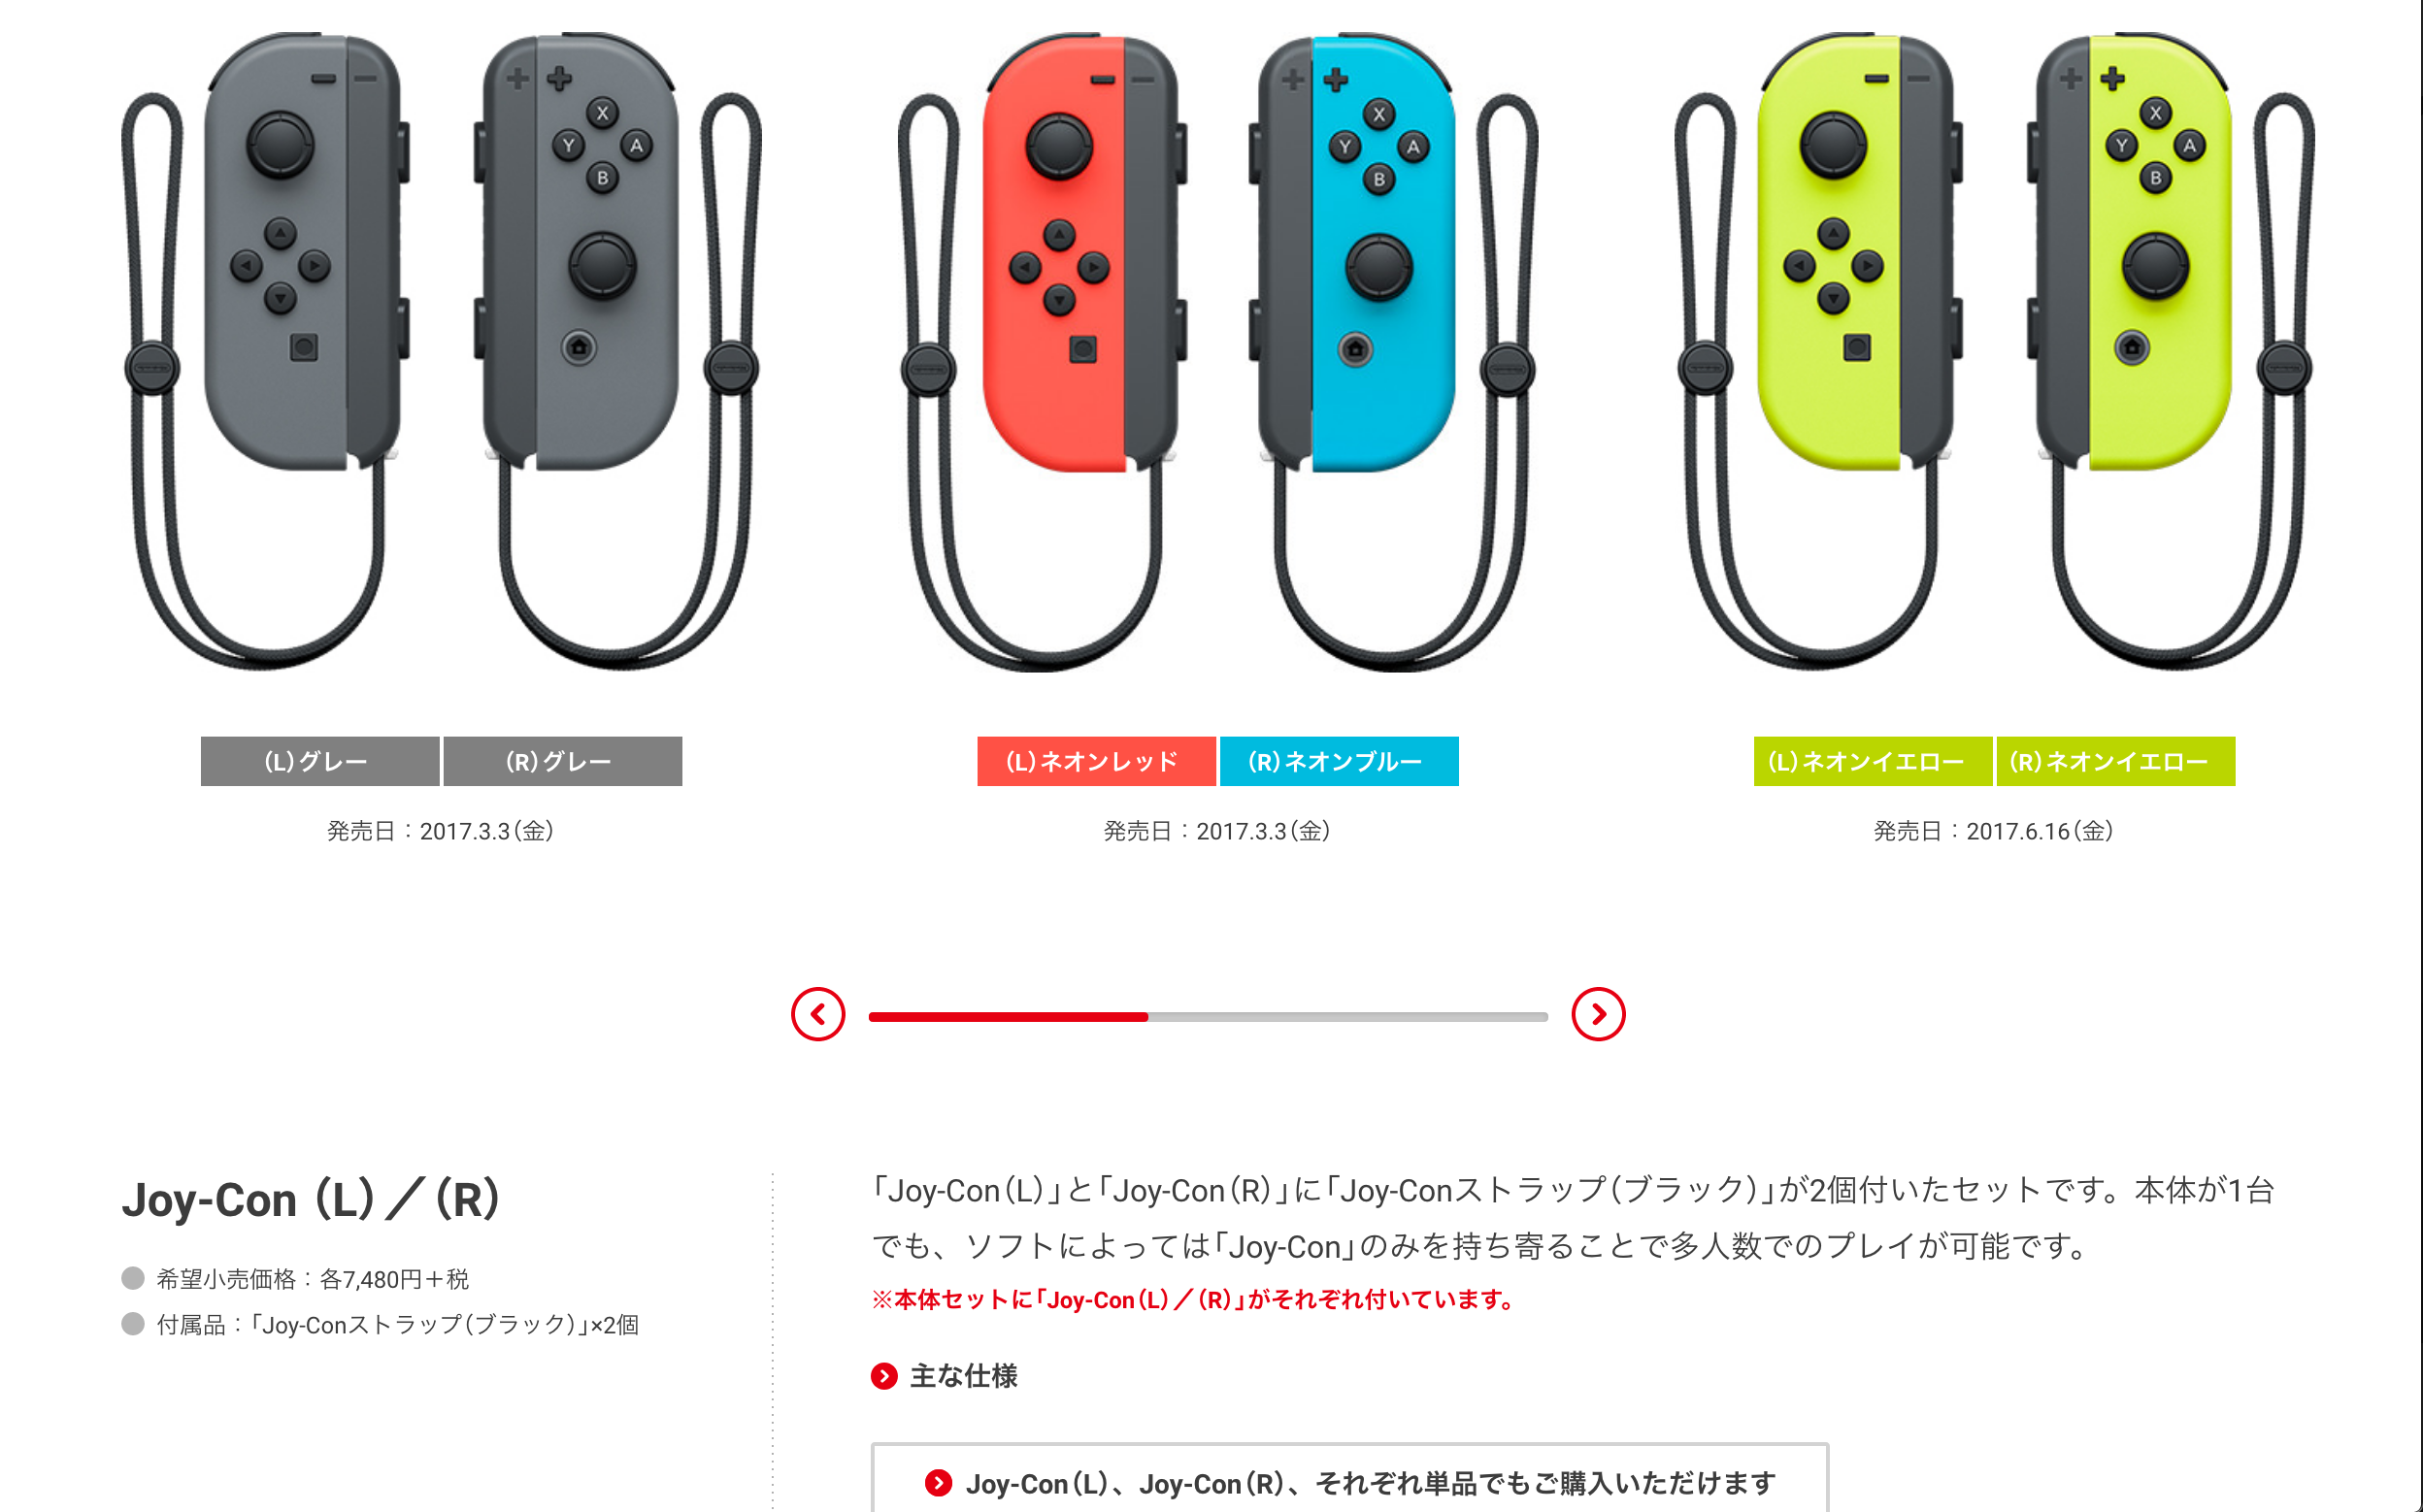 X
Y
A
B
X
Y
A
B
X
Y
A
B
（L）グレー
（R）グレー
（L）ネオンレッド
（R）ネオンブルー
（L）ネオンイエロー
（R）ネオンイエロー
発売日：2017.3.3（金）
発売日：2017.3.3（金）
発売日：2017.6.16（金）
Joy-Con（L）／（R）
希望小売価格：各7,480円＋税
付属品：「Joy-Conストラップ（ブラック）」×2個
「Joy-Con（L）」と「Joy-Con（R）」に「Joy-Conストラップ（ブラック）」が2個付いたセットです。本体が1台
でも、ソフトによっては「Joy-Con」のみを持ち寄ることで多人数でのプレイが可能です。
※本体セットに「Joy-Con（L）／（R）」がそれぞれ付いています。
主な仕様
Joy-Con（L）、Joy-Con（R）、それぞれ単品でもご購入いただけます